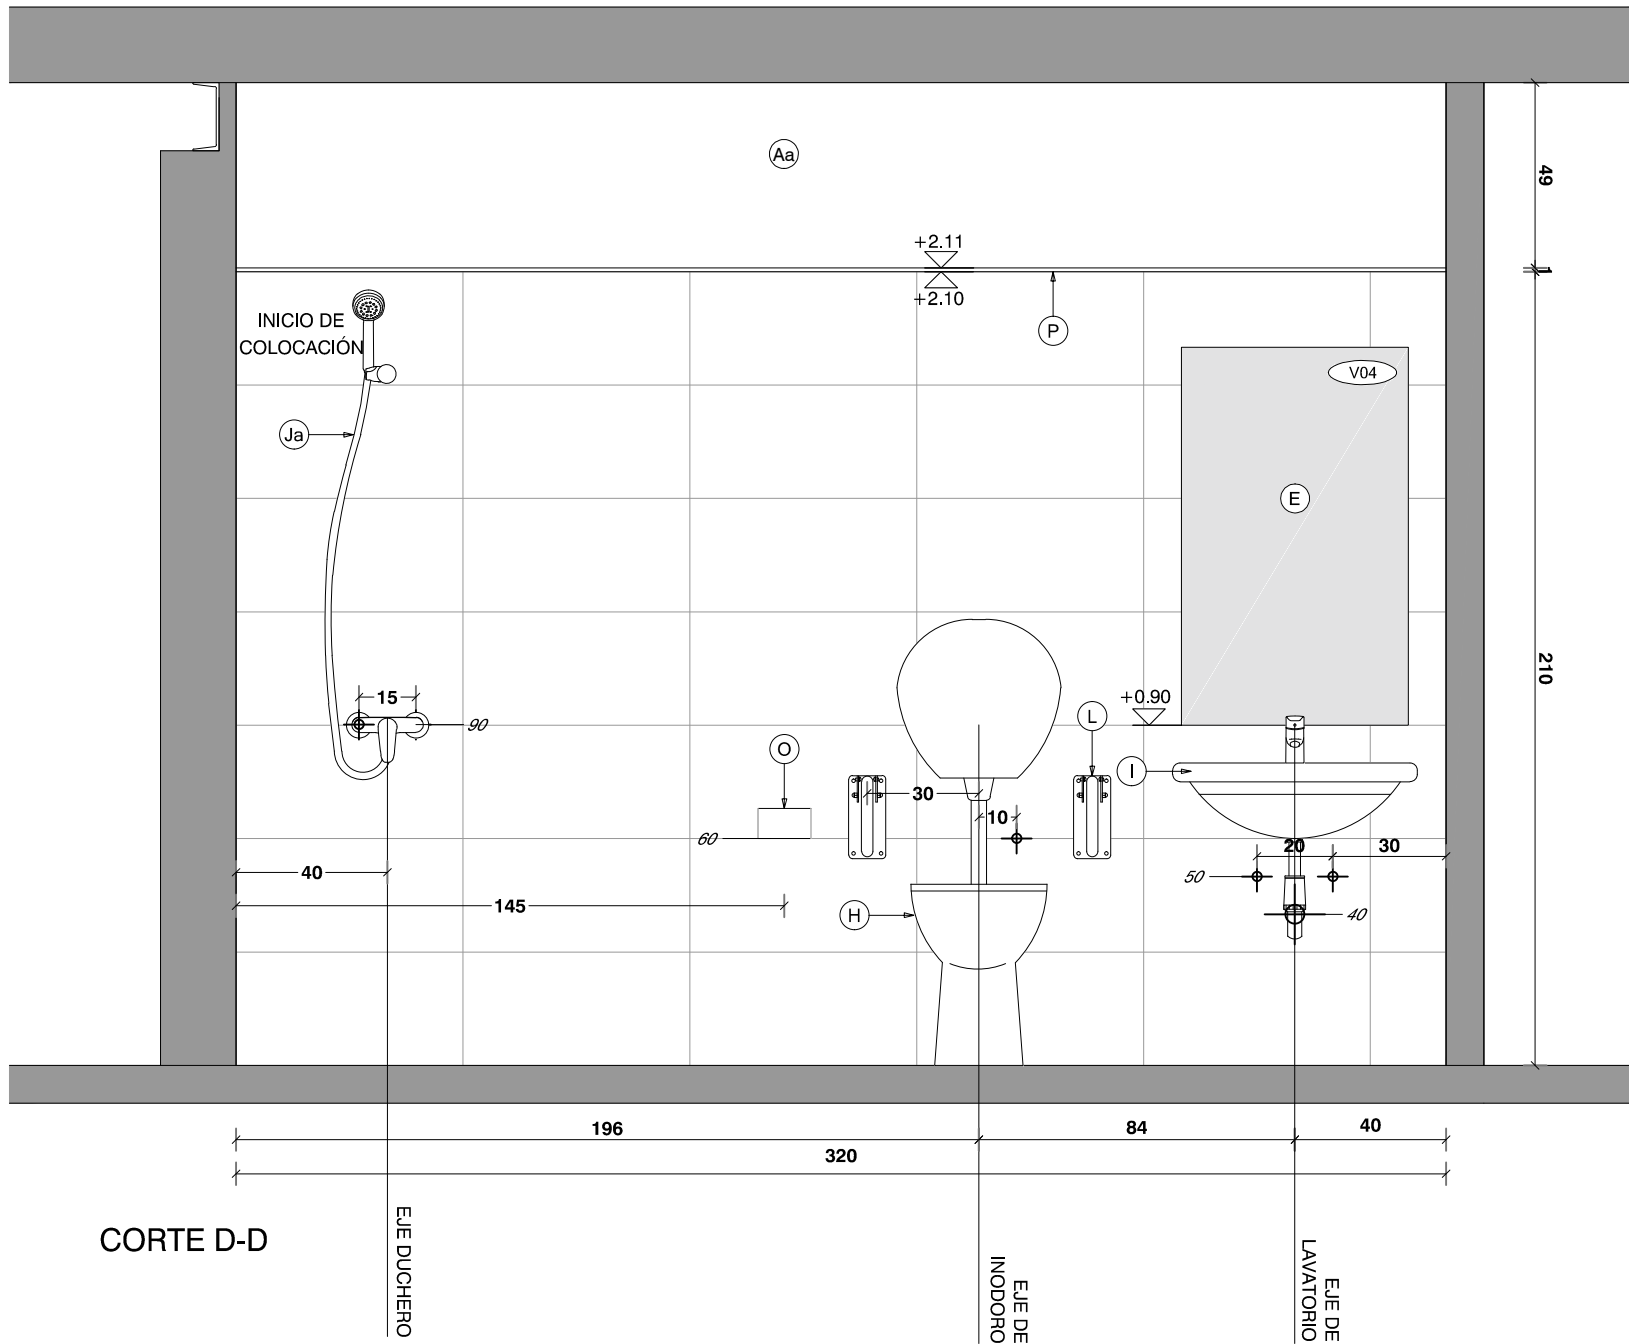 Aa
49
+2.11
1
+2.10
P
INICIO DE
COLOCACIÓN
V04
Ja
E
210
15
90
+0.90
L
O
I
30
10
60
20
30
40
50
145
H
40
196
84
40
320
CORTE D-D
EJE DUCHERO
EJE DE
INODORO
EJE DE
LAVATORIO